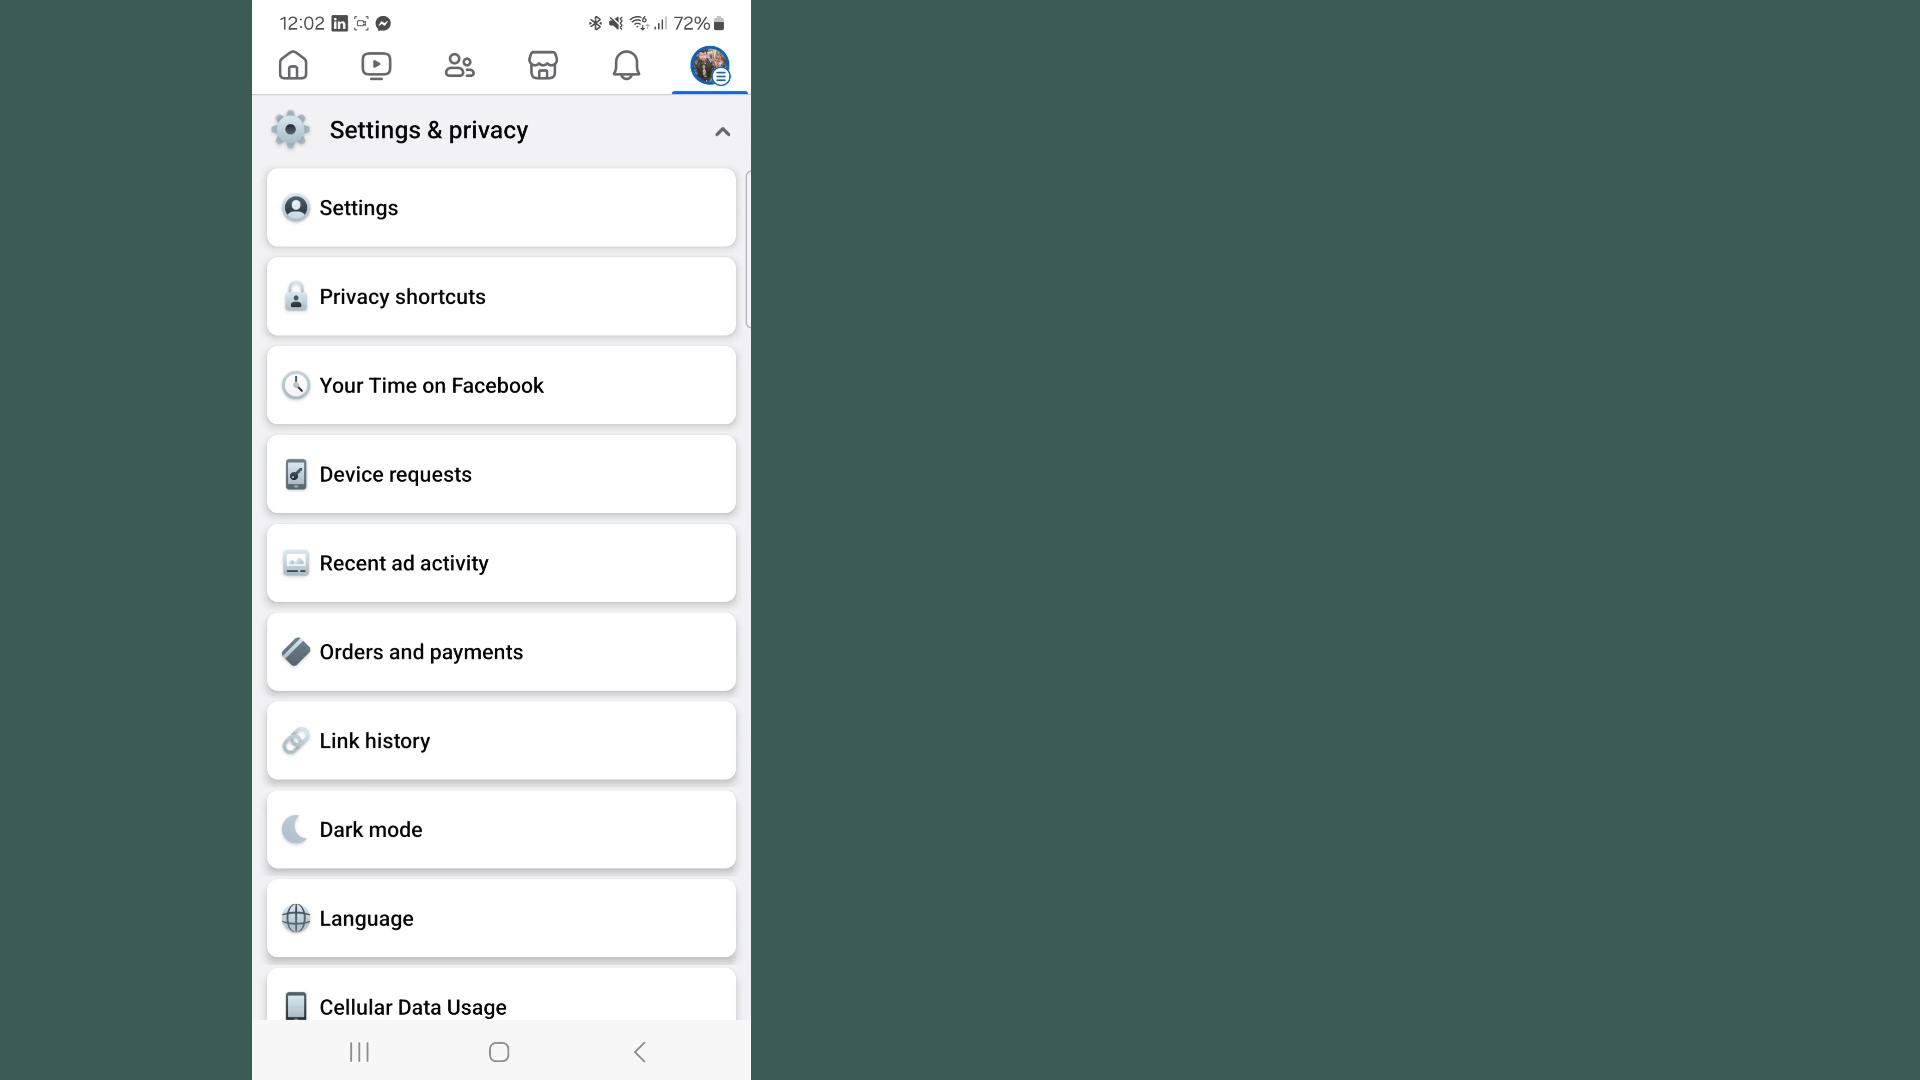 12:02 72%
Settings & privacy
Settings
Privacy shortcuts
Your Time on Facebook
Device requests
Recent ad activity
Orders and payments
Link history
Dark mode
Language
Cellular Data Usage